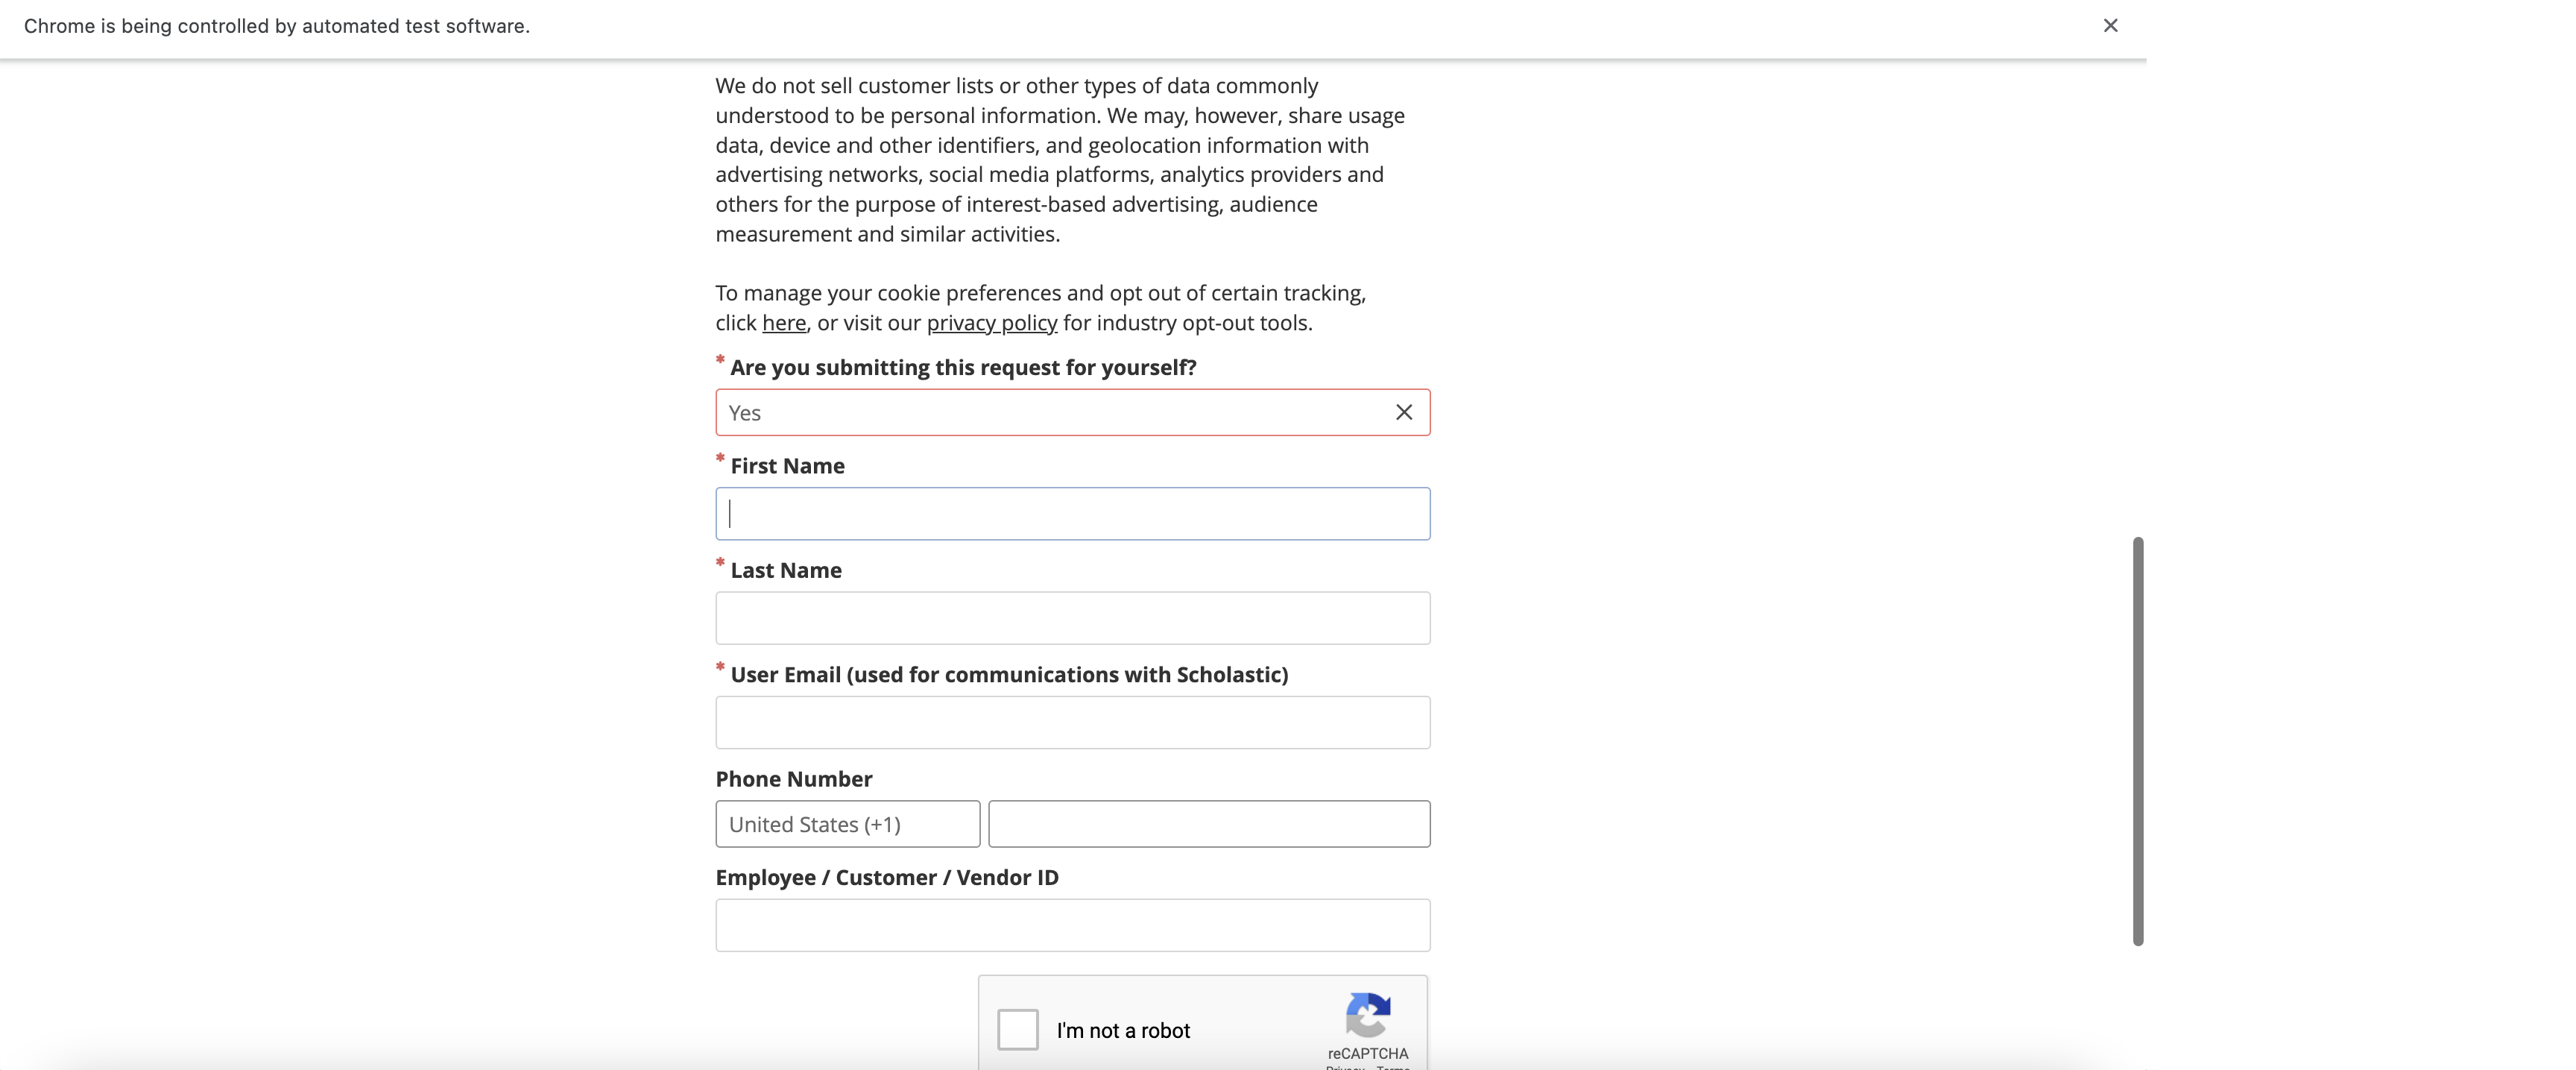 Chrome is being controlled by automated test software.
We do not sell customer lists or other types of data commonly
understood to be personal information. We may, however, share usage
data, device and other identifiers, and geolocation information with
advertising networks, social media platforms, analytics providers and
others for the purpose of interest-based advertising, audience
measurement and similar activities.
To manage your cookie preferences and opt out of certain tracking,
click here, or visit our privacy policy for industry opt-out tools.
* Are you submitting this request for yourself?
Yes
* First Name
* Last Name
* User Email (used for communications with Scholastic)
Phone Number
United States (+1)
Employee / Customer / Vendor ID
I'm not a robot
reCAPTCHA